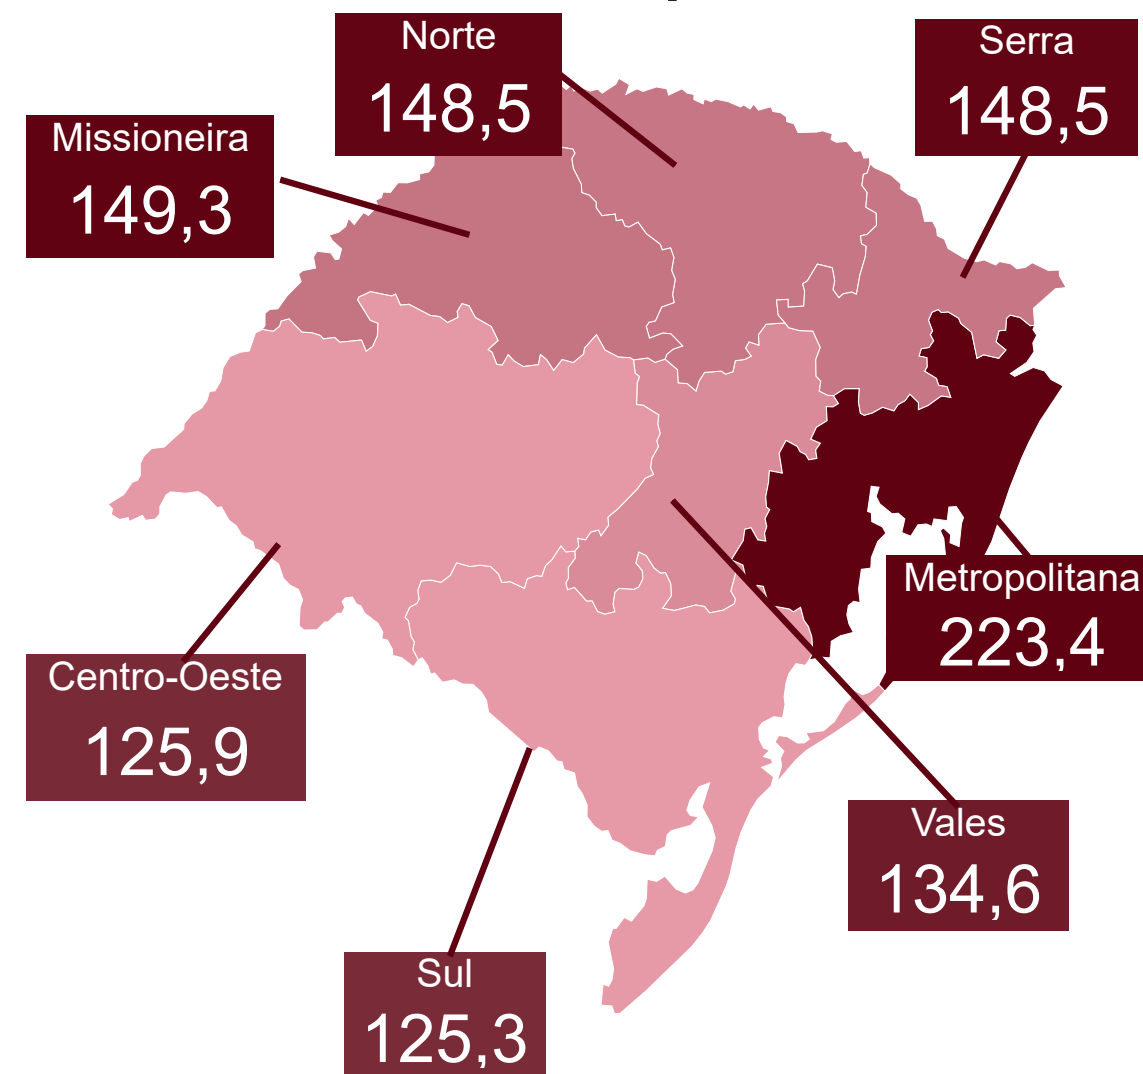 Norte
148,5
Serra
148,5
Missioneira
149,3
Metropolitana
223,4
Centro-Oeste
125,9
Vales
134,6
Sul
125,3